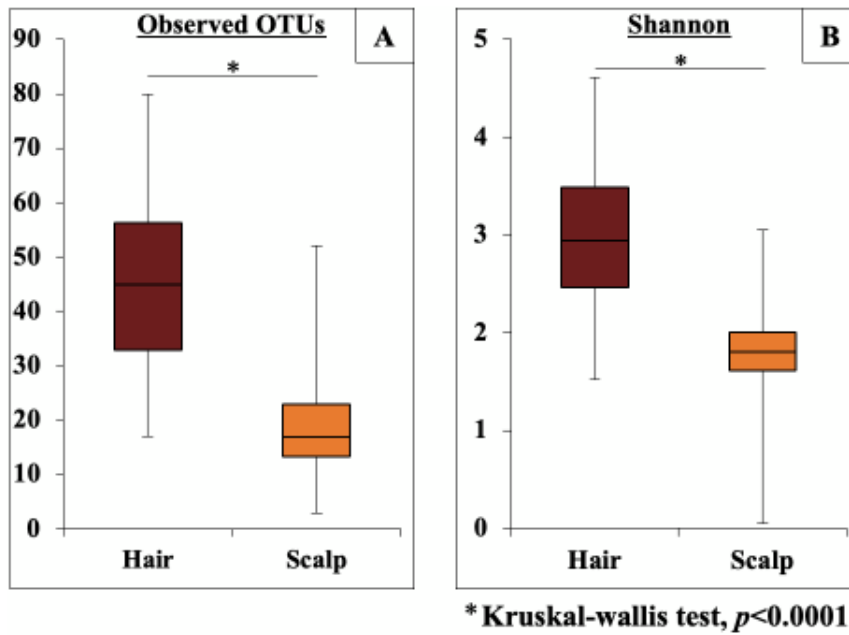 Observed OTUs
A
*
90
80
70
60
50
40
30
20
10
0
Hair Scalp
Shannon
B
*
5
4
3
2
1
0
Hair Scalp
* Kruskal-wallis test, p<0.0001